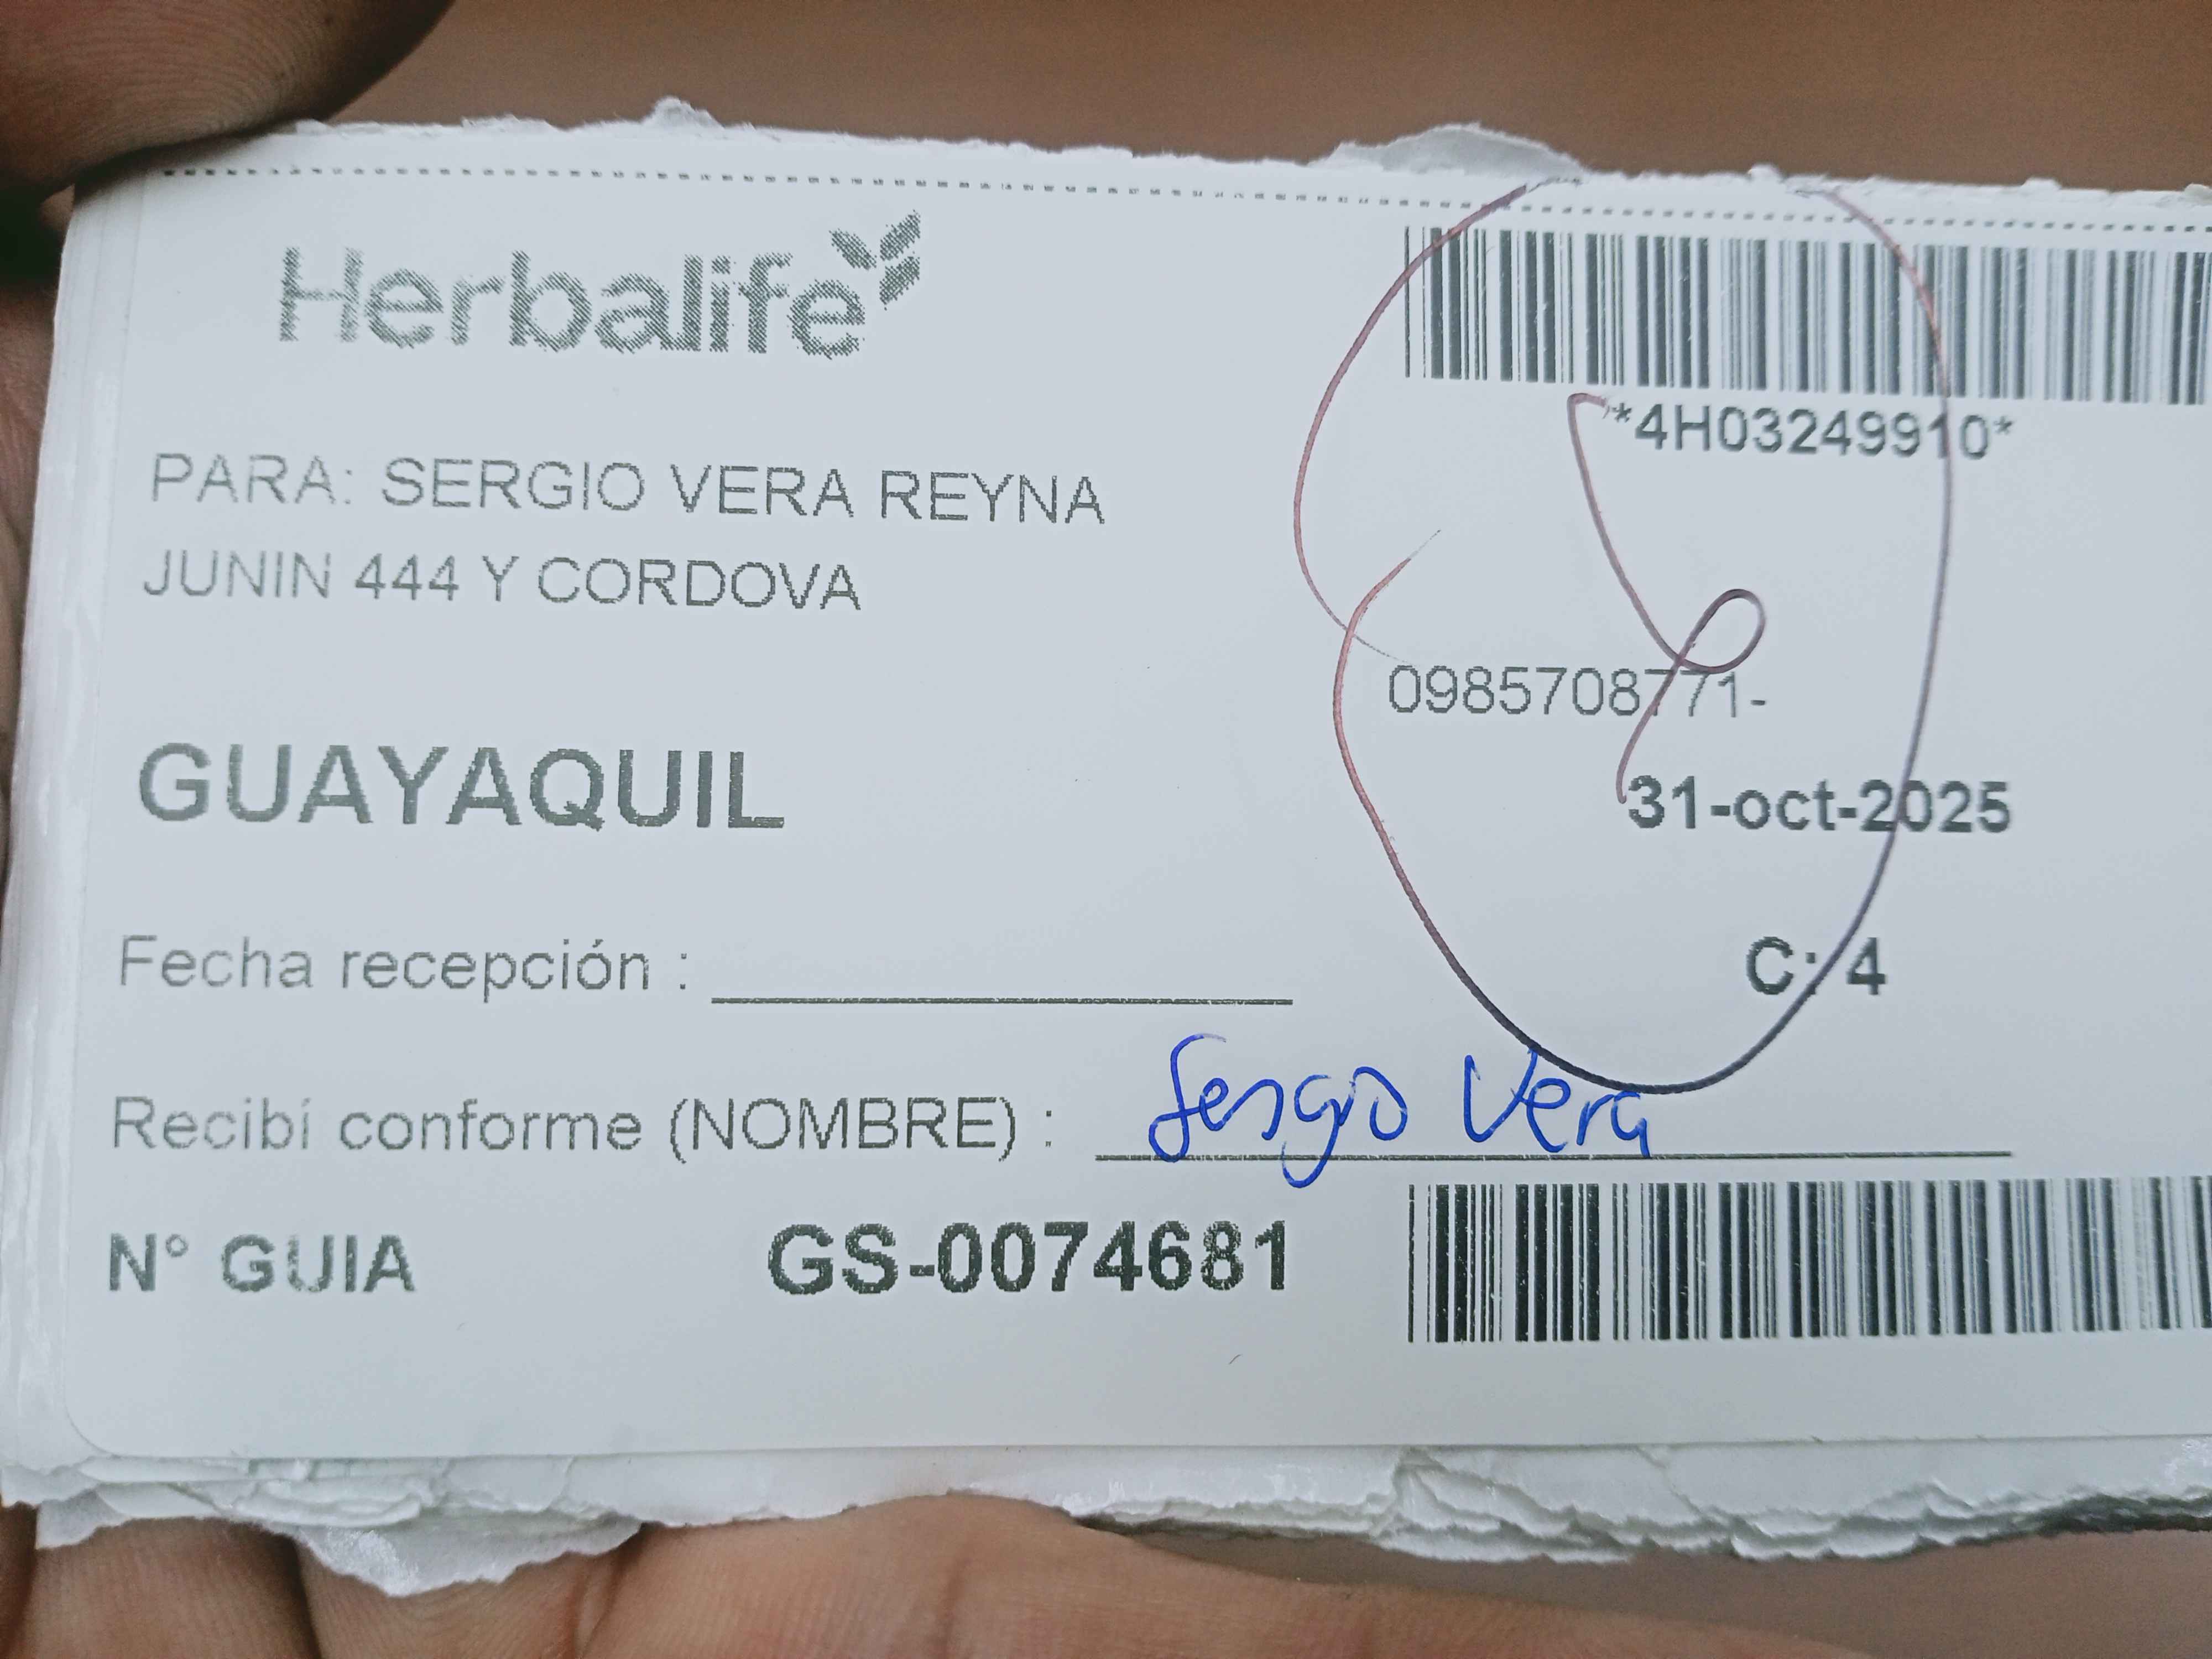 Herbalife
*4H03249910*
PARA: SERGIO VERA REYNA
JUNIN 444 Y CORDOVA
0985708771-
GUAYAQUIL
31-oct-2025
C: 4
Fecha recepción :
Recibí conforme (NOMBRE) : Sergio Vera
N° GUIA GS-0074681